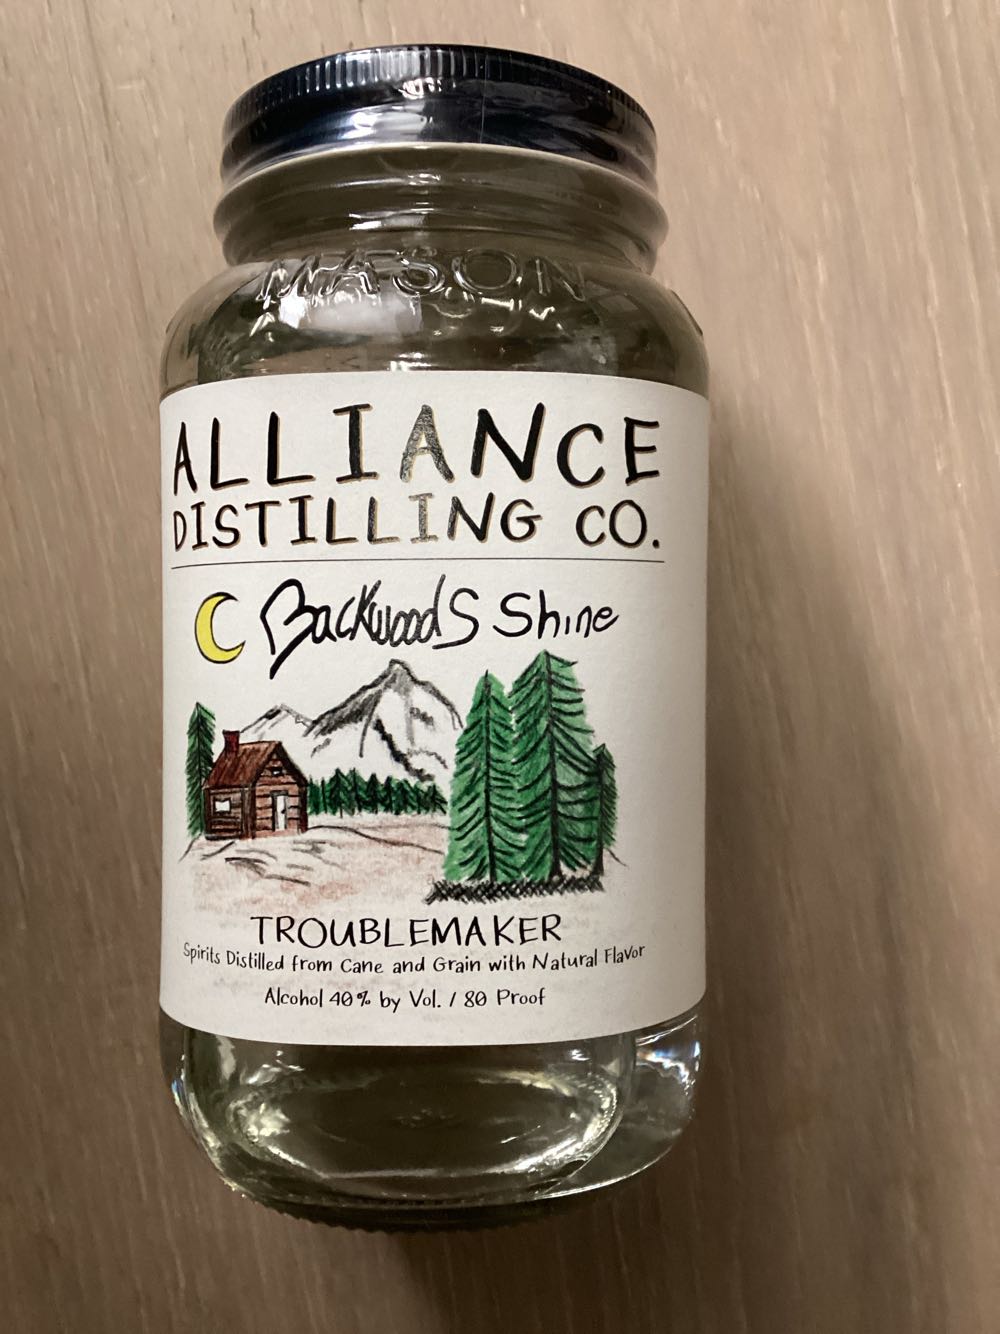 MASON
ALLIANCE
DISTILLING CO.
Backwoods Shine
TROUBLEMAKER
Spirits Distilled from Cane and Grain with Natural Flavor
Alcohol 40% by Vol. / 80 Proof